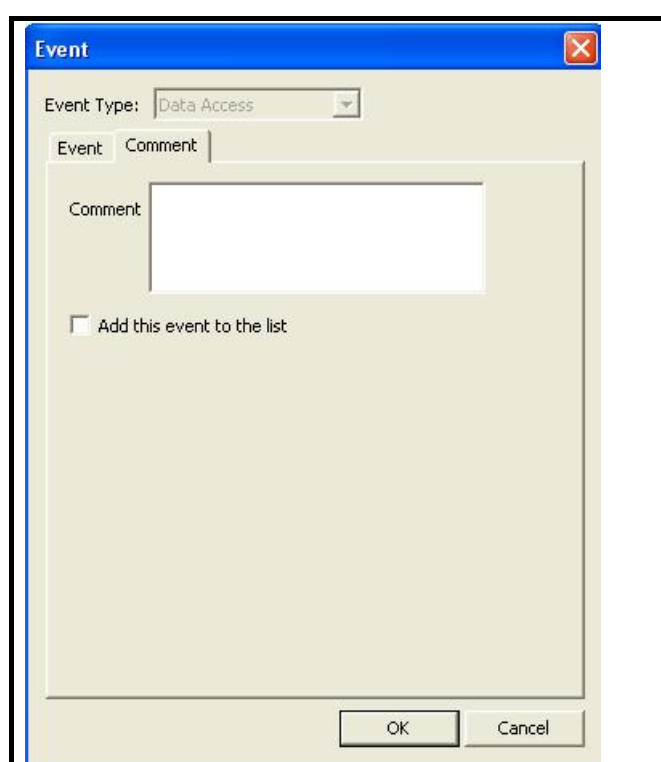 Event
Event Type: Data Access
Event Comment
Comment
Add this event to the list
OK Cancel